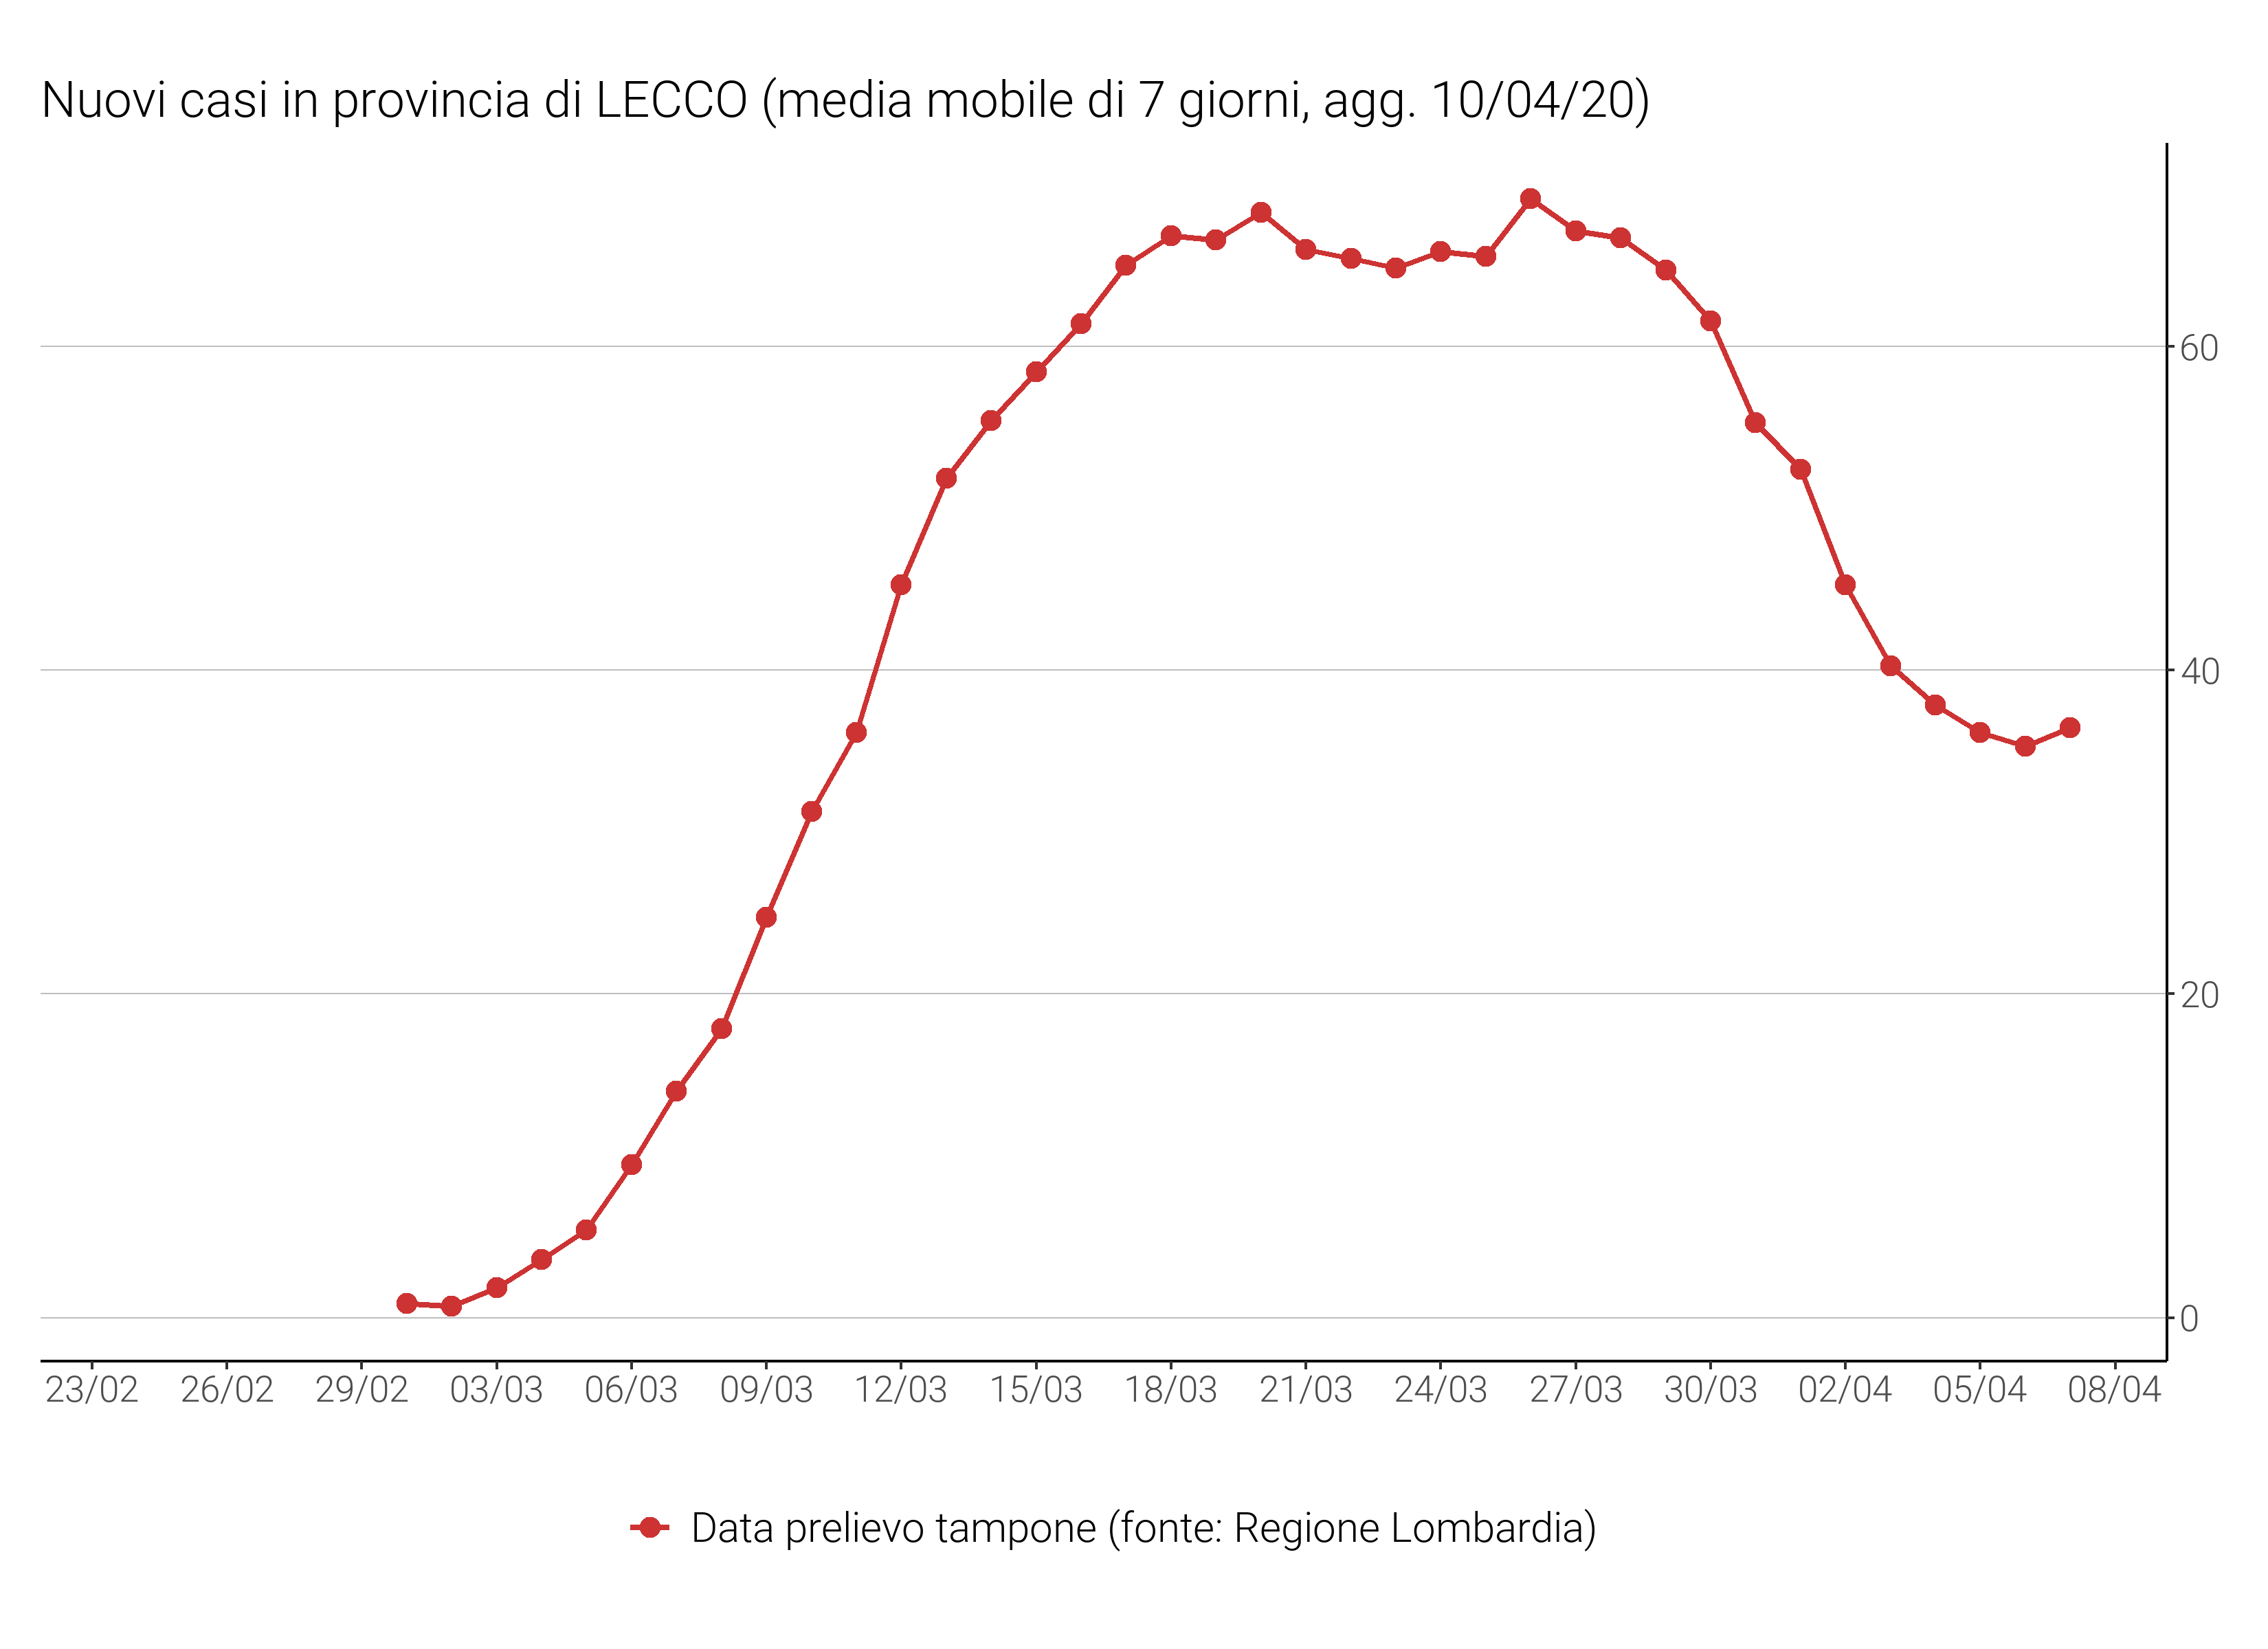 Nuovi casi in provincia di LECCO (media mobile di 7 giorni, agg. 10/04/20)
60
40
20
0
23/02 26/02 29/02 03/03 06/03 09/03 12/03 15/03 18/03 21/03 24/03 27/03 30/03 02/04 05/04 08/04
Data prelievo tampone (fonte: Regione Lombardia)